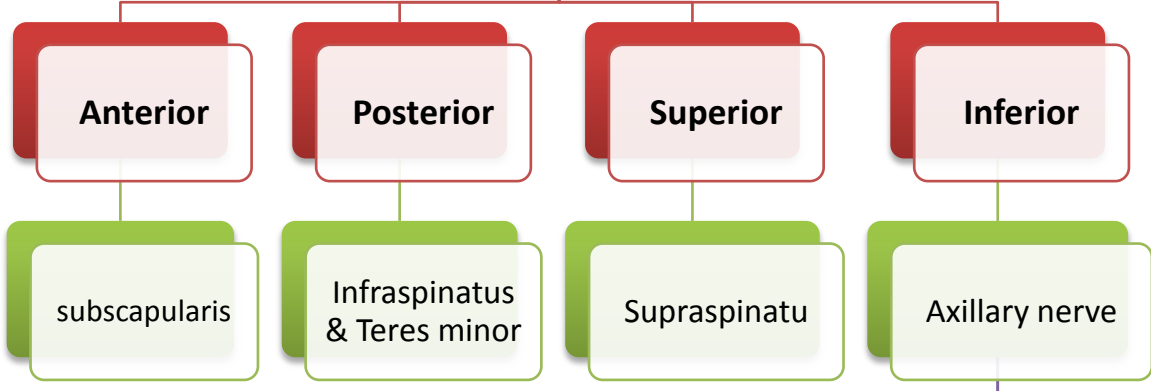 Anterior
Posterior
Superior
Inferior
subscapularis
Infraspinatus
& Teres minor
Supraspinatu
Axillary nerve